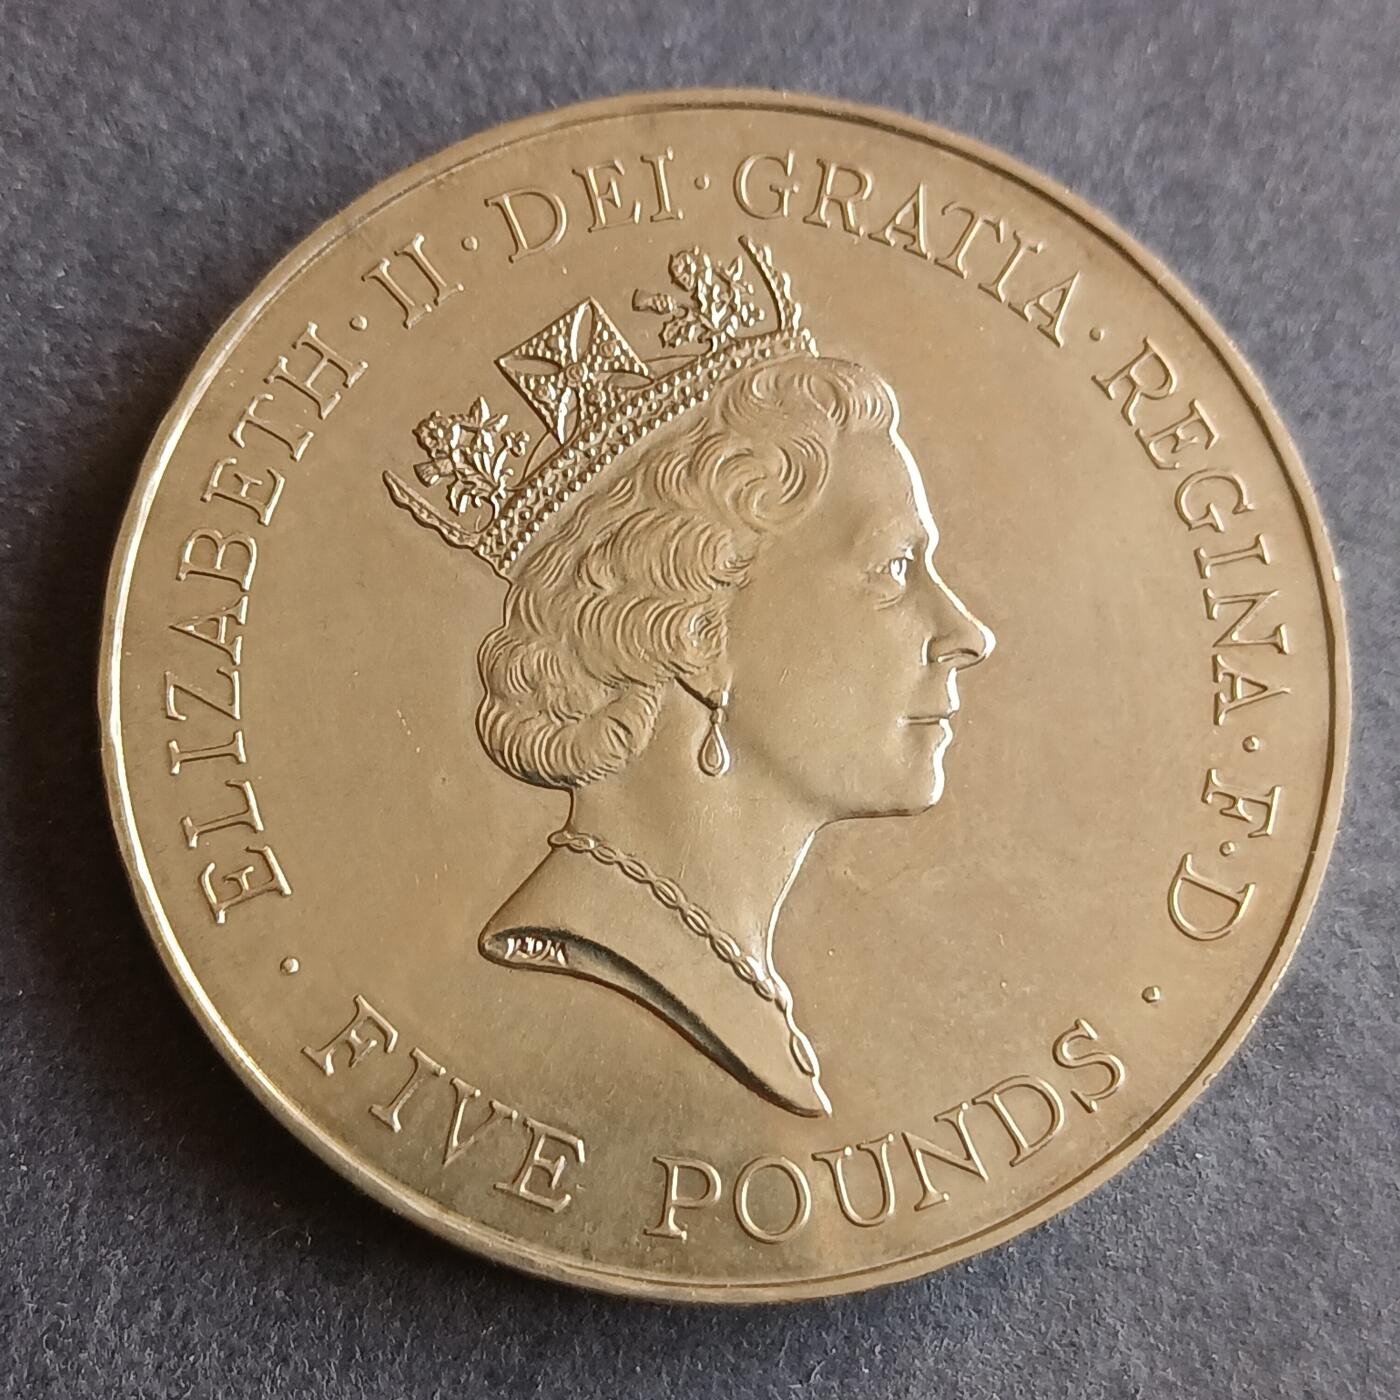 · ELIZABETH · II · DEI · GRATIA · REGINA · F · D ·
FIVE POUNDS
RDM